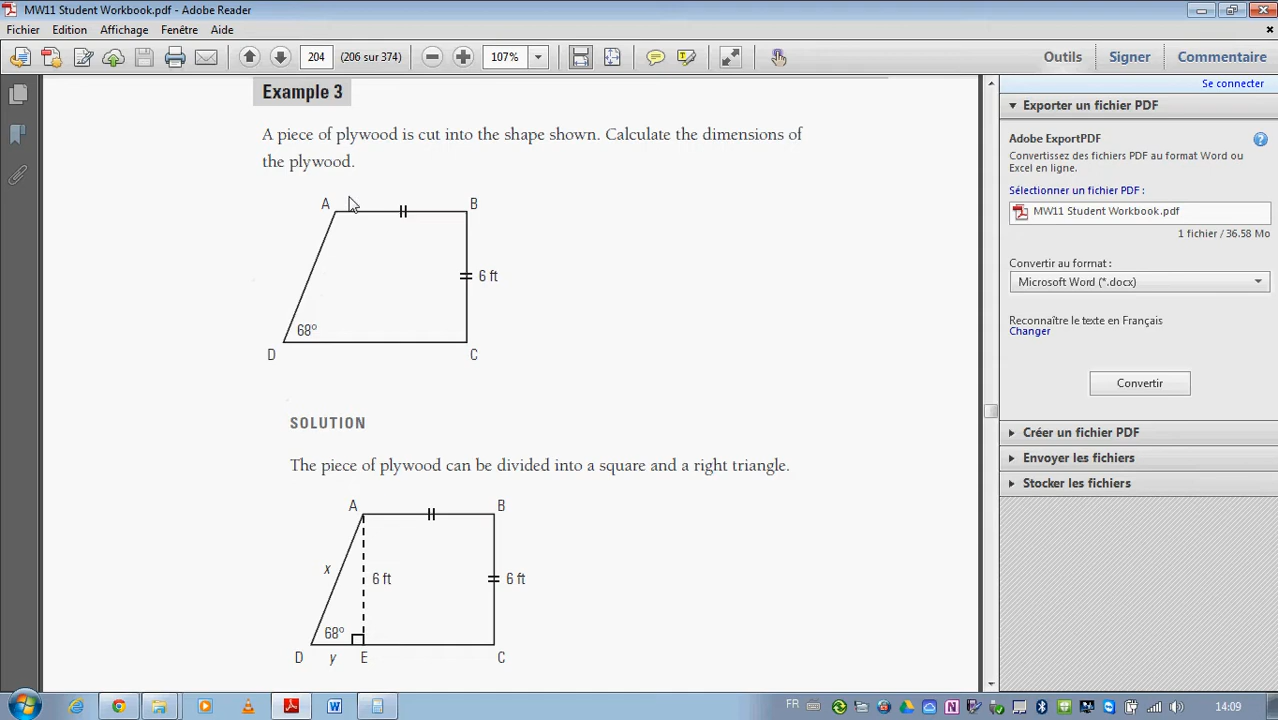 MW11 Student Workbook.pdf - Adobe Reader
Fichier Edition Affichage Fenêtre Aide
204 (206 sur 374) 107% Outils Signer Commentaire
Se connecter
Exporter un fichier PDF
Adobe ExportPDF
Convertissez des fichiers PDF au format Word ou
Excel en ligne.
Sélectionner un fichier PDF :
MW11 Student Workbook.pdf
1 fichier / 36.58 Mo
Convertir au format :
Microsoft Word (*.docx)
Reconnaître le texte en Français
Changer
Convertir
Créer un fichier PDF
Envoyer les fichiers
Stocker les fichiers
Example 3
A piece of plywood is cut into the shape shown. Calculate the dimensions of
the plywood.
A B
6 ft
68°
D C
SOLUTION
The piece of plywood can be divided into a square and a right triangle.
A B
x 6 ft 6 ft
68°
D y E C
FR 14:09